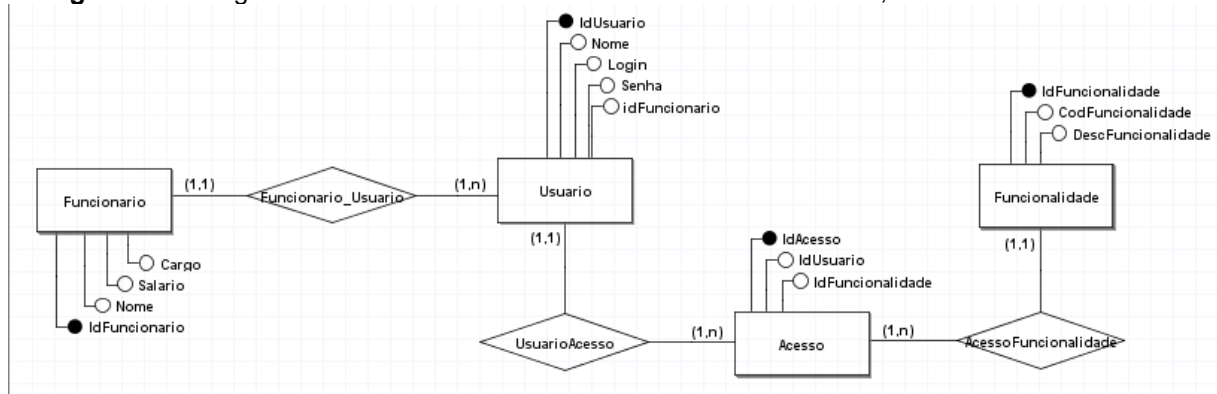 IdUsuario
Nome
Login
Senha
idFuncionario
IdFuncionalidade
CodFuncionalidade
DescFuncionalidade
Funcionario
(1,1)
Funcionario_Usuario
(1,n)
Usuario
Funcionalidade
(1,1)
(1,1)
Cargo
Salario
Nome
IdFuncionario
IdAcesso
IdUsuario
IdFuncionalidade
UsuarioAcesso
(1,n)
Acesso
(1,n)
AcessoFuncionalidade